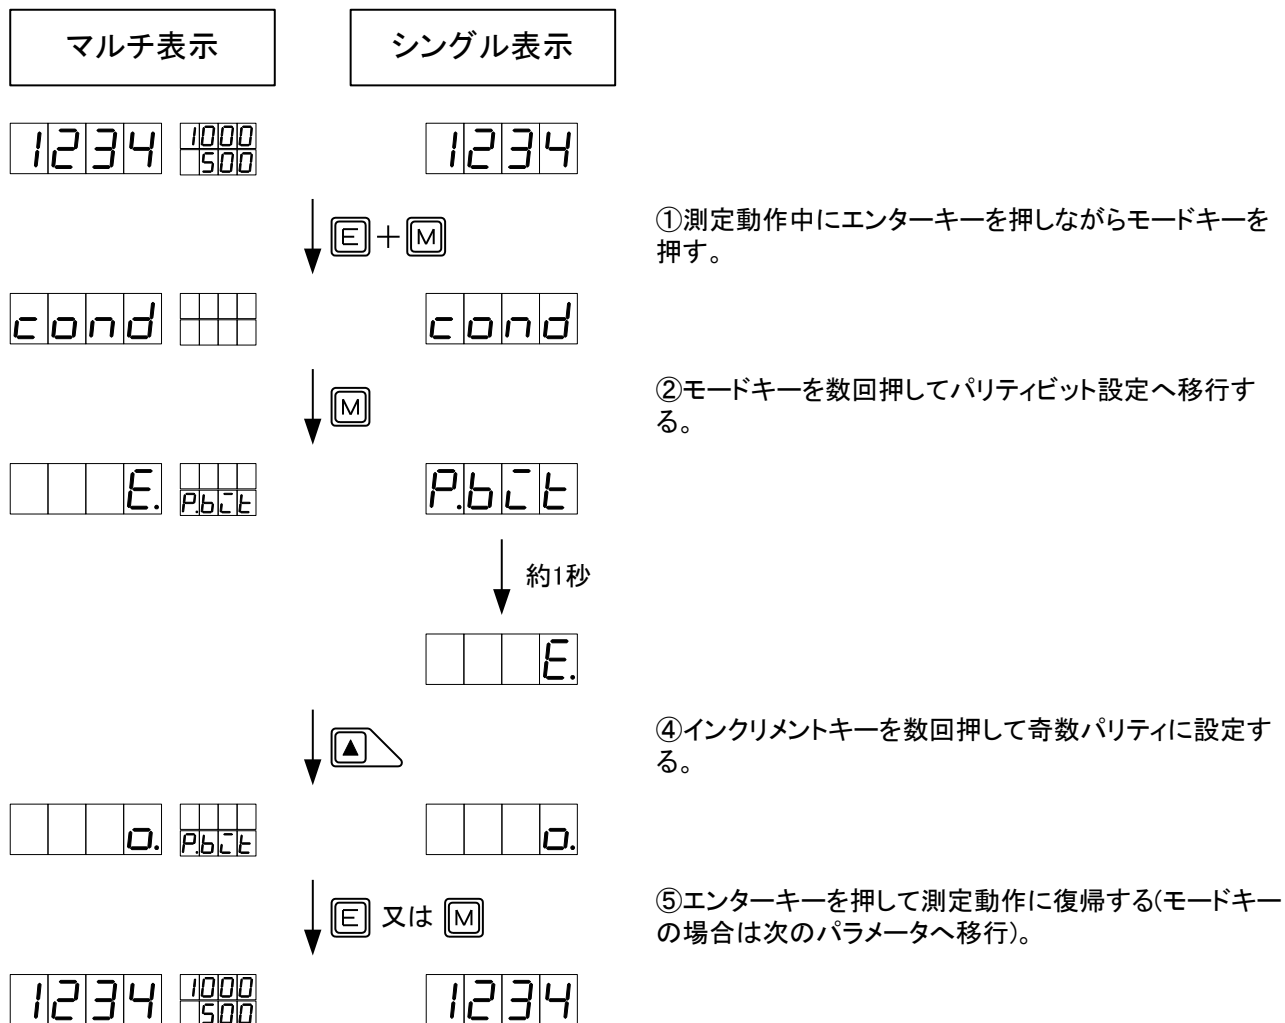 マルチ表示 シングル表示
1234 1000 1234
500
E+M ①測定動作中にエンターキーを押しながらモードキーを
押す。
cond cond
M ②モードキーを数回押してパリティビット設定へ移行す
る。
E. P.bit P.bit
約1秒
E.
▲ ④インクリメントキーを数回押して奇数パリティに設定す
る。
o. P.bit o.
E 又は M ⑤エンターキーを押して測定動作に復帰する(モードキー
の場合は次のパラメータへ移行)。
1234 1000 1234
500